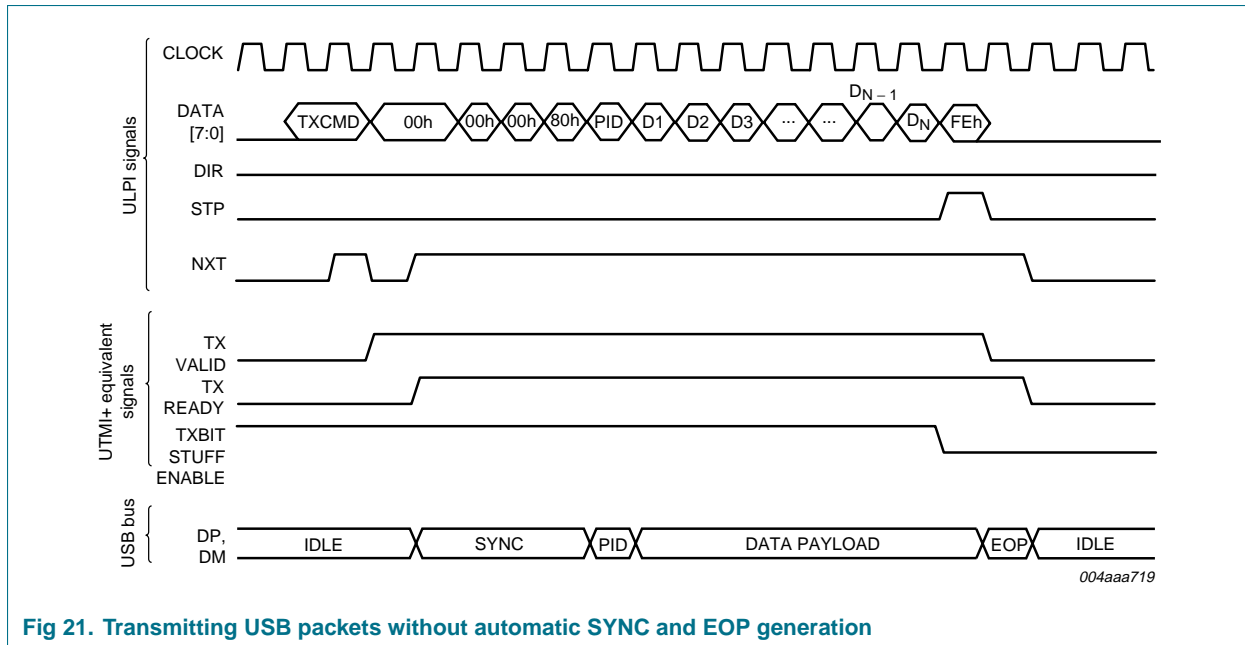 CLOCK
D N – 1
DATA
[7:0]
TXCMD 00h 00h 00h 80h PID D1 D2 D3 ... ... D N FEh
DIR
STP
NXT
ULPI signals
TX
VALID
TX
READY
TXBIT
STUFF
ENABLE
UTMI+ equivalent
signals
USB bus
DP,
DM
IDLE SYNC PID DATA PAYLOAD EOP IDLE
004aaa719
Fig 21. Transmitting USB packets without automatic SYNC and EOP generation